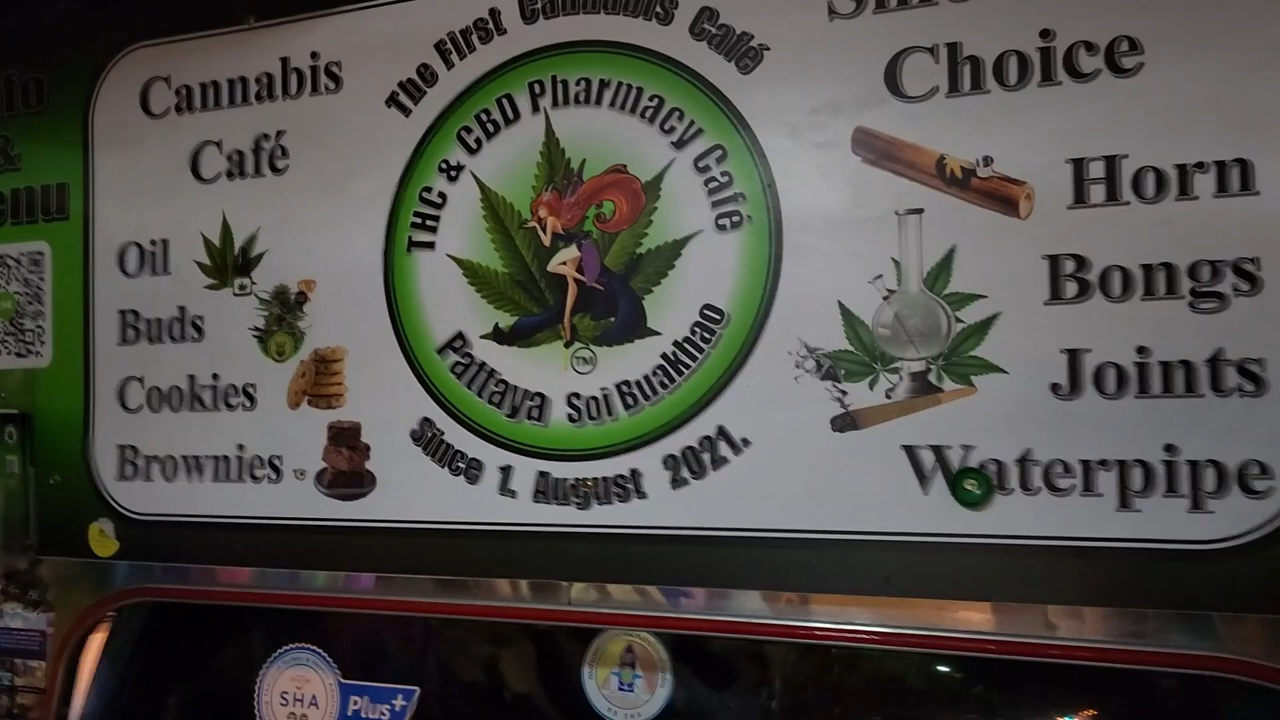 Cannabis
Café
Oil
Buds
Cookies
Brownies
The First Cannabis Café
THC & CBD Pharmacy Café
TM
Pattaya Soi Buakhao
Since 1. August 2021.
Choice
Horn
Bongs
Joints
Waterpipe
&
SHA
Plus+